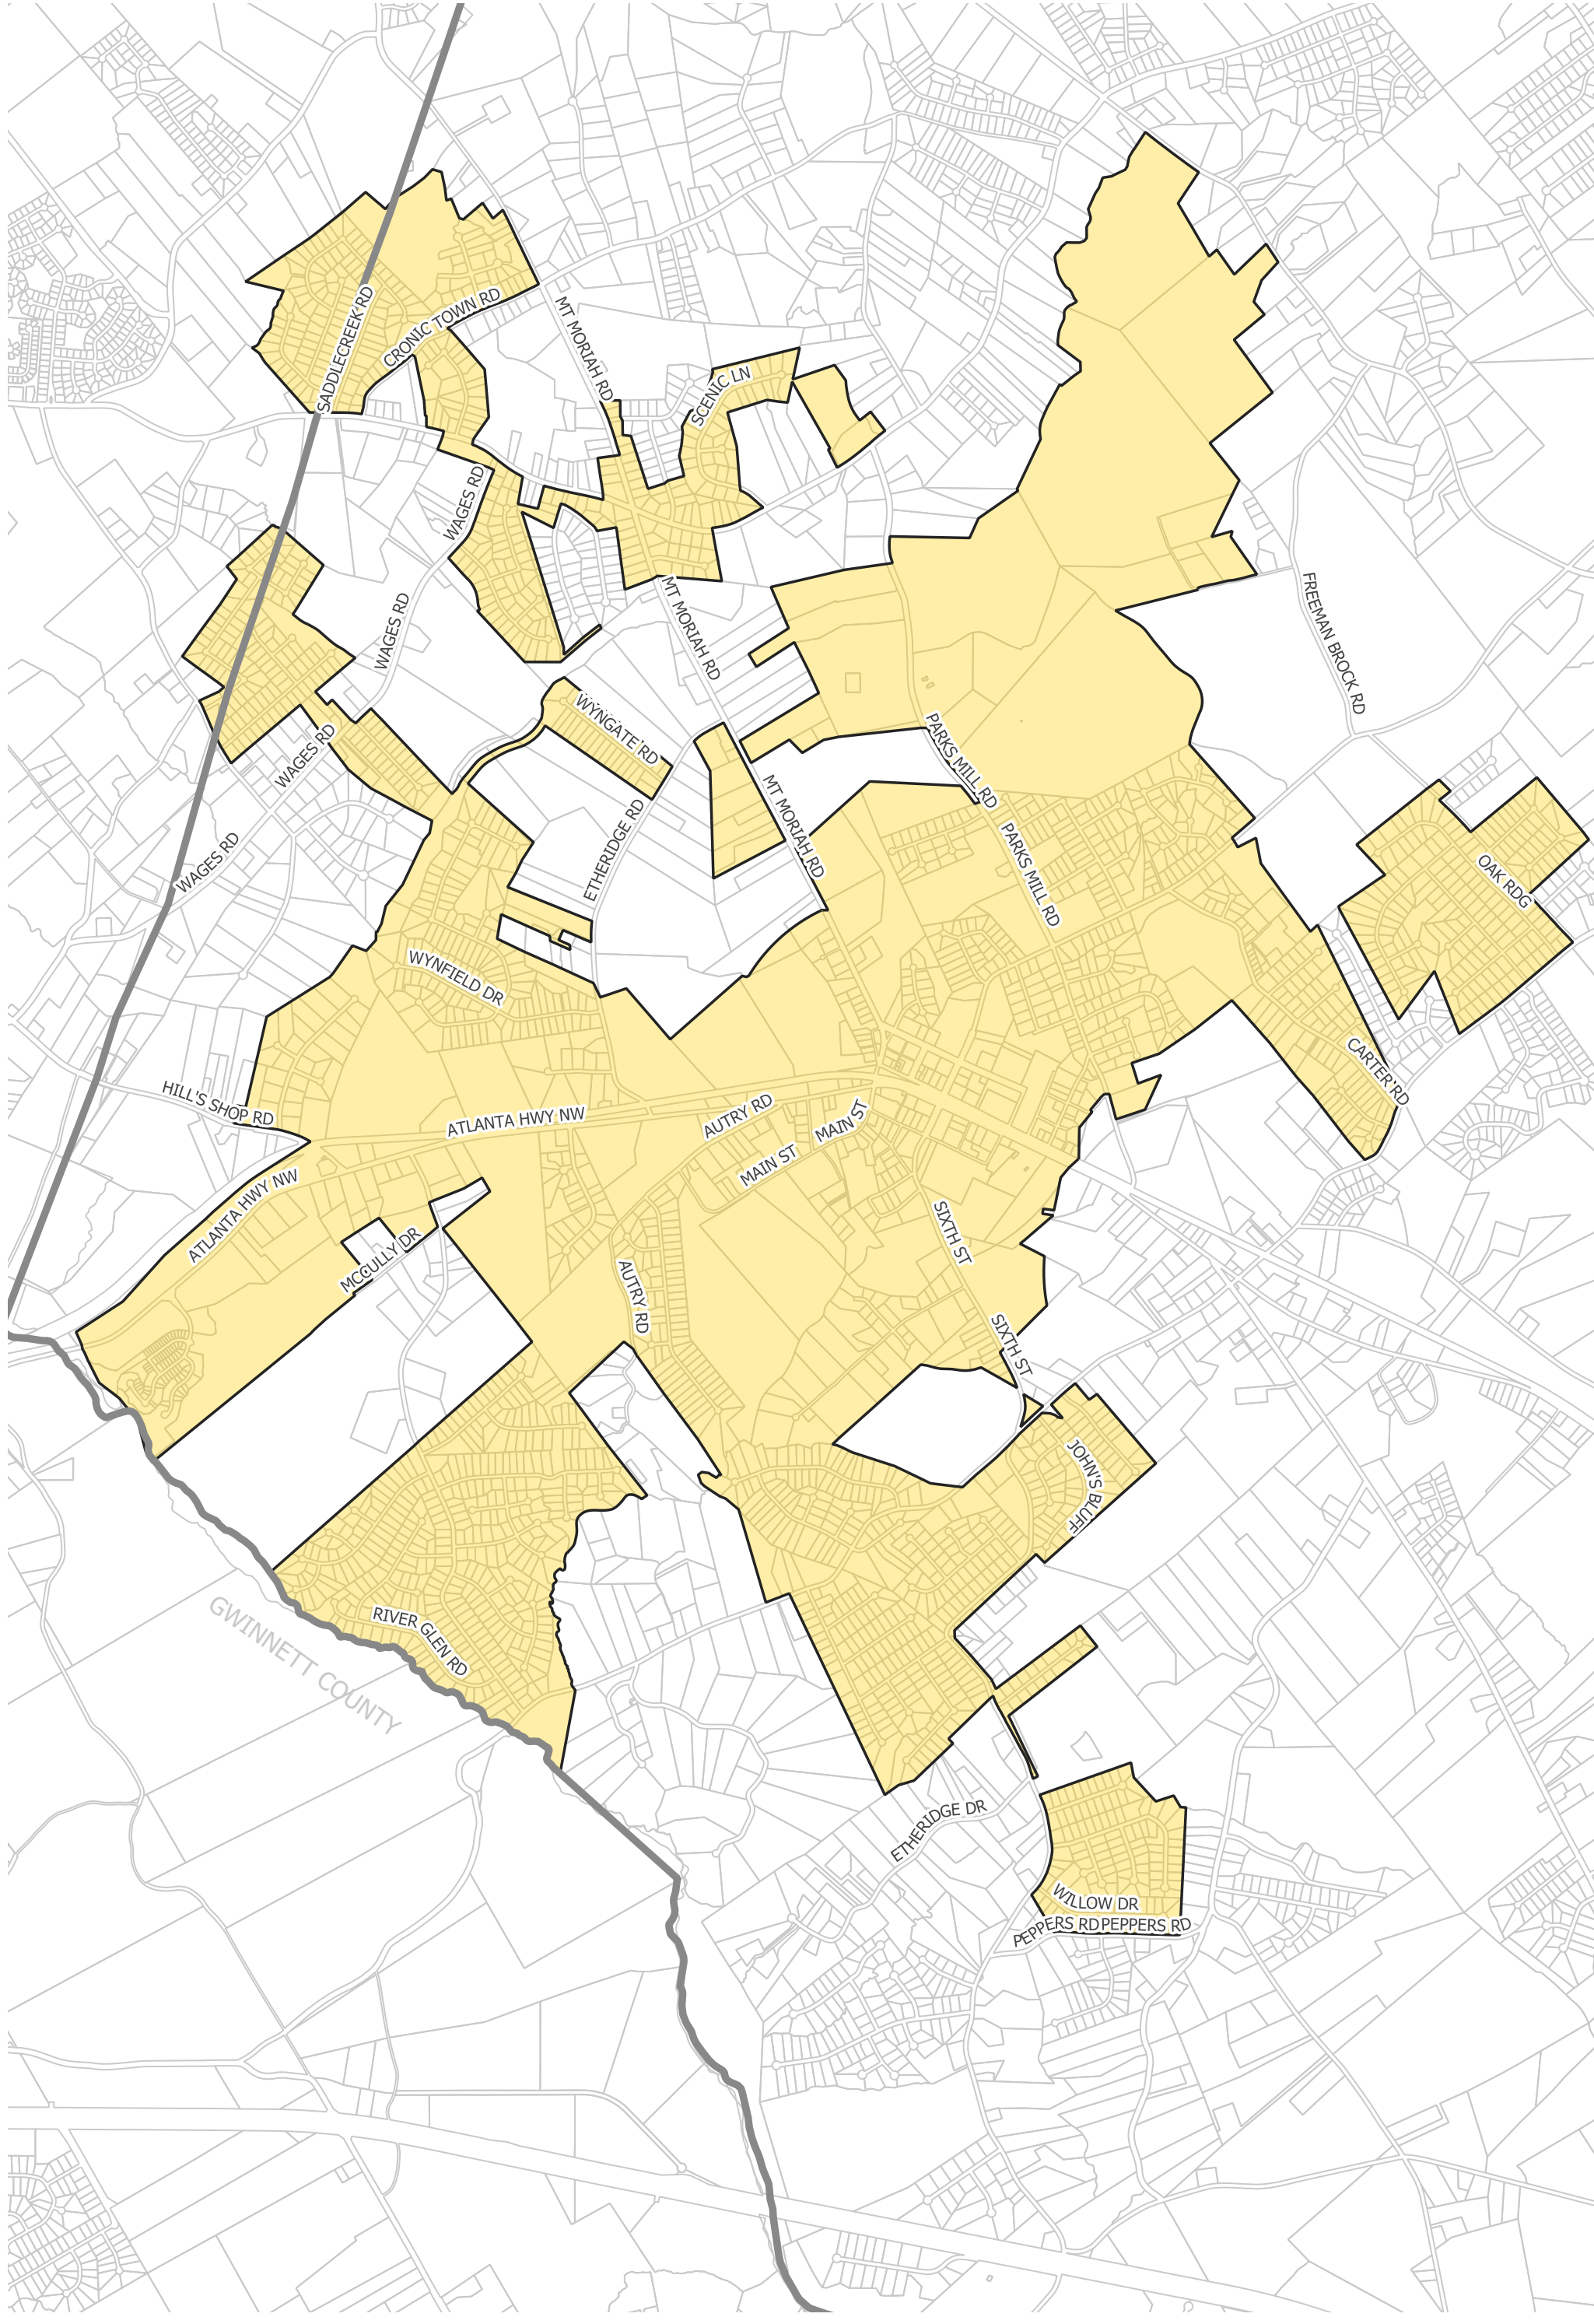 SADDLECREEK RD
CRONIC TOWN RD
MT MORIAH RD
SCENIC LN
WAGES RD
WAGES RD
MT MORIAH RD
FREEMAN BROCK RD
WYNGATE RD
WAGES RD
PARKS MILL RD
MT MORIAH RD
ETHERIDGE RD
WAGES RD
PARKS MILL RD
OAK RDG
WYNFIELD DR
CARTER RD
HILL'S SHOP RD
ATLANTA HWY NW
AUTRY RD
MAIN ST
MAIN ST
ATLANTA HWY NW
SIXTH ST
MCCULLY DR
AUTRY RD
SIXTH ST
JOHN'S BLUFF
RIVER GLEN RD
GWINNETT COUNTY
ETHERIDGE DR
WILLOW DR
PEPPERS RD
PEPPERS RD